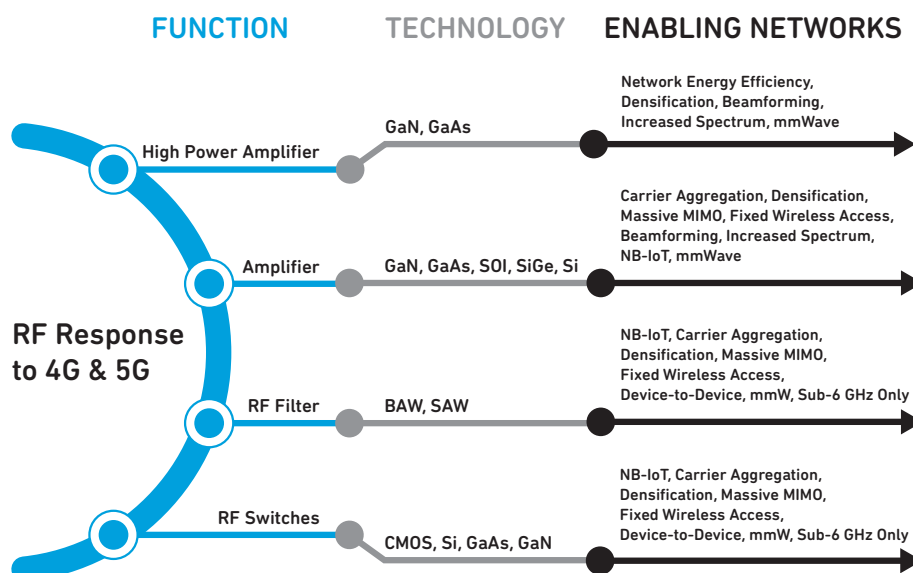 FUNCTION
TECHNOLOGY
ENABLING NETWORKS
RF Response
to 4G & 5G
High Power Amplifier
GaN, GaAs
Network Energy Efficiency,
Densification, Beamforming,
Increased Spectrum, mmWave
Amplifier
GaN, GaAs, SOI, SiGe, Si
Carrier Aggregation, Densification,
Massive MIMO, Fixed Wireless Access,
Beamforming, Increased Spectrum,
NB-IoT, mmWave
RF Filter
BAW, SAW
NB-IoT, Carrier Aggregation,
Densification, Massive MIMO,
Fixed Wireless Access,
Device-to-Device, mmW, Sub-6 GHz Only
RF Switches
CMOS, Si, GaAs, GaN
NB-IoT, Carrier Aggregation,
Densification, Massive MIMO,
Fixed Wireless Access,
Device-to-Device, mmW, Sub-6 GHz Only